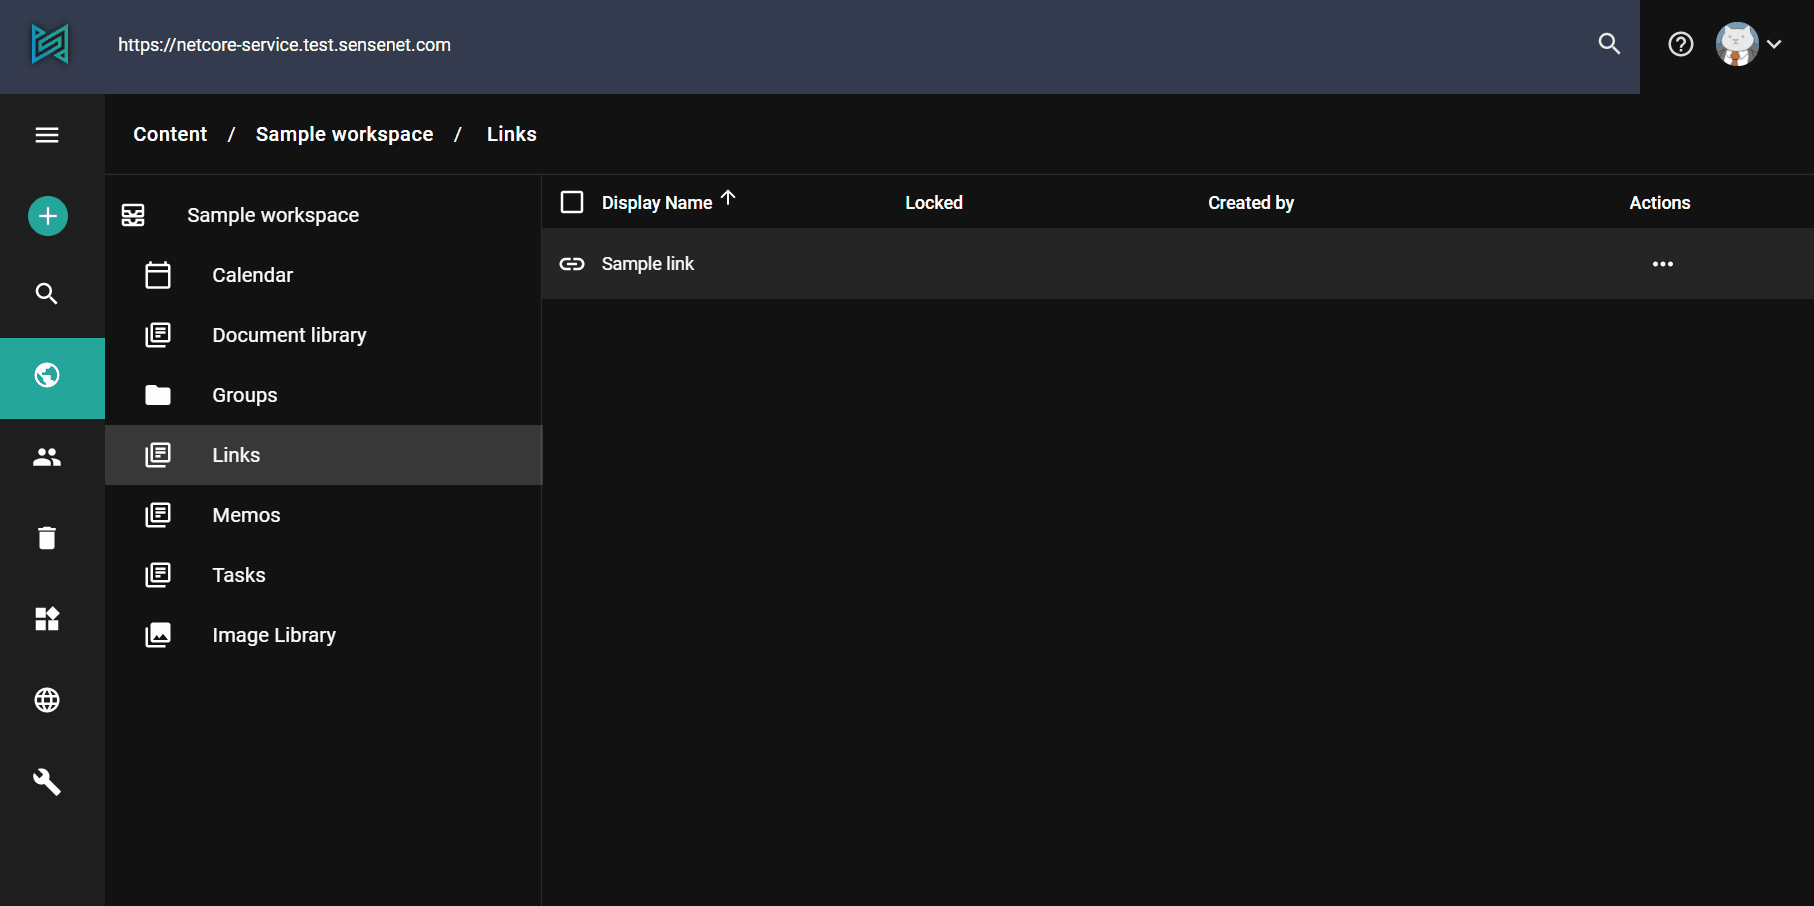 https://netcore-service.test.sensenet.com
Content / Sample workspace / Links
Sample workspace
Calendar
Document library
Groups
Links
Memos
Tasks
Image Library
Display Name Locked Created by Actions
Sample link